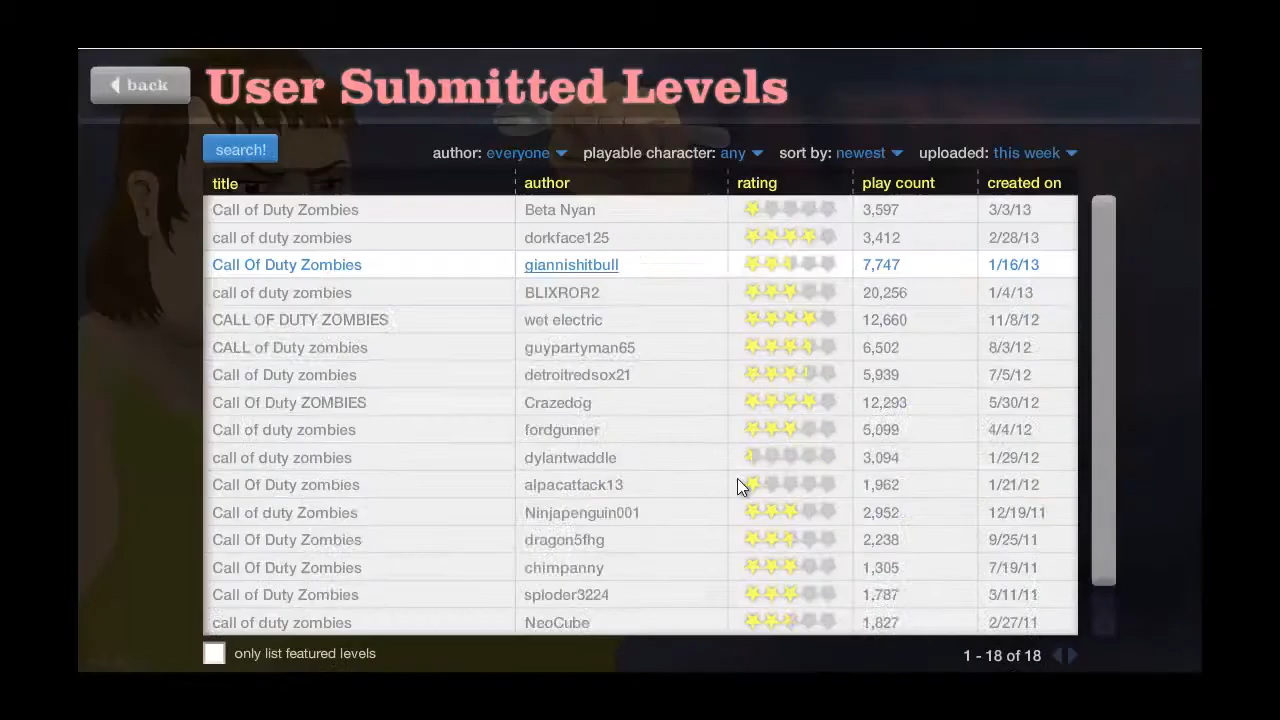 back
User Submitted Levels
search!
author: everyone playable character: any sort by: newest uploaded: this week
title author rating play count created on
Call of Duty Zombies Beta Nyan 3,597 3/3/13
call of duty zombies dorkface125 3,412 2/28/13
Call Of Duty Zombies giannishitbull 7,747 1/16/13
call of duty zombies BLIXROR2 20,256 1/4/13
CALL OF DUTY ZOMBIES wet electric 12,660 11/8/12
CALL of Duty zombies guypartyman65 6,502 8/3/12
Call of Duty zombies detroitredsox21 5,939 7/5/12
Call Of Duty ZOMBIES Crazedog 12,293 5/30/12
Call of duty zombies fordgunner 5,099 4/4/12
call of duty zombies dylantwaddle 3,094 1/29/12
Call Of Duty zombies alpacattack13 1,962 1/21/12
Call of Duty zombies Ninjapenguin001 2,952 12/19/11
Call Of Duty Zombies dragon5fhg 2,238 9/25/11
Call Of Duty Zombies chimpanny 1,305 7/19/11
Call of Duty Zombies sploder3224 1,787 3/11/11
call of duty zombies NeoCube 1,827 2/27/11
only list featured levels
1 - 18 of 18